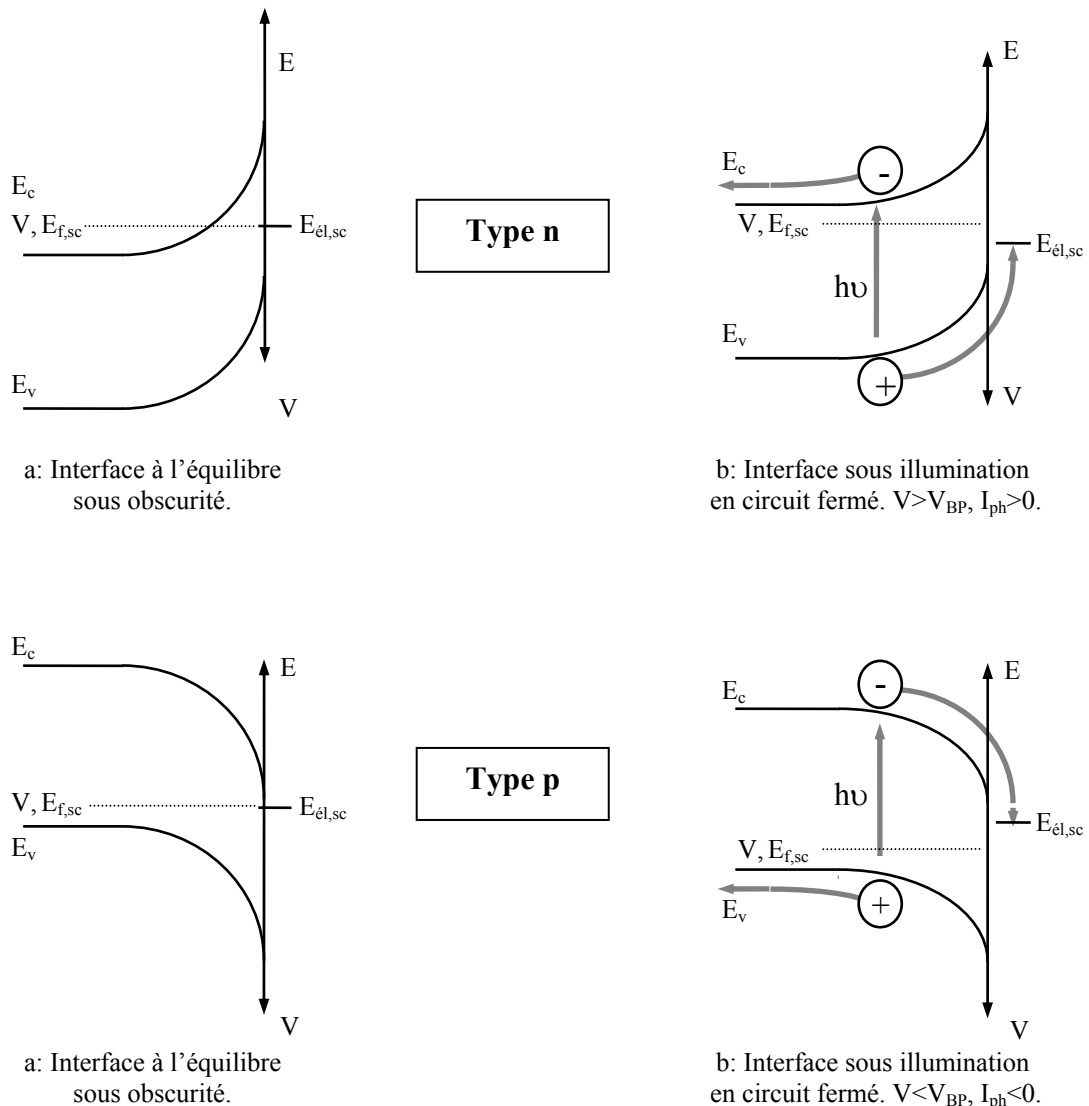 E
E_c
V, E_f,sc
E_él,sc
E_v
V
a: Interface à l'équilibre
sous obscurité.
Type n
E
E_c
-
V, E_f,sc
E_él,sc
hυ
E_v
+
V
b: Interface sous illumination
en circuit fermé. V>V_BP, I_ph>0.
E_c
E
V, E_f,sc
E_él,sc
E_v
V
a: Interface à l'équilibre
sous obscurité.
Type p
E
-
E_c
hυ
E_él,sc
V, E_f,sc
E_v
+
V
b: Interface sous illumination
en circuit fermé. V<V_BP, I_ph<0.